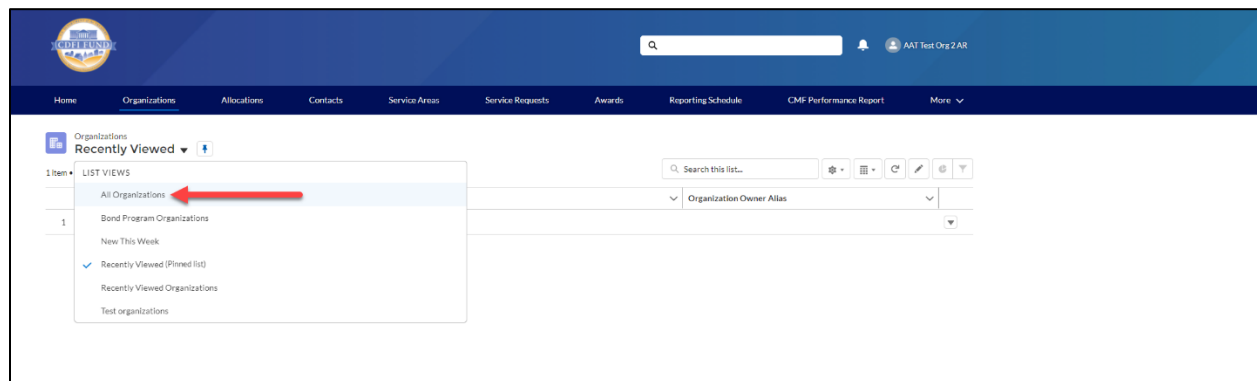 CDFI FUND
AAT Test Org 2 AR
Home Organizations Allocations Contacts Service Areas Service Requests Awards Reporting Schedule CMF Performance Report More
Organizations
Recently Viewed
1 item •
Search this list...
LIST VIEWS
All Organizations
Organization Owner Alias
Bond Program Organizations
1
New This Week
Recently Viewed (Pinned list)
Recently Viewed Organizations
Test organizations